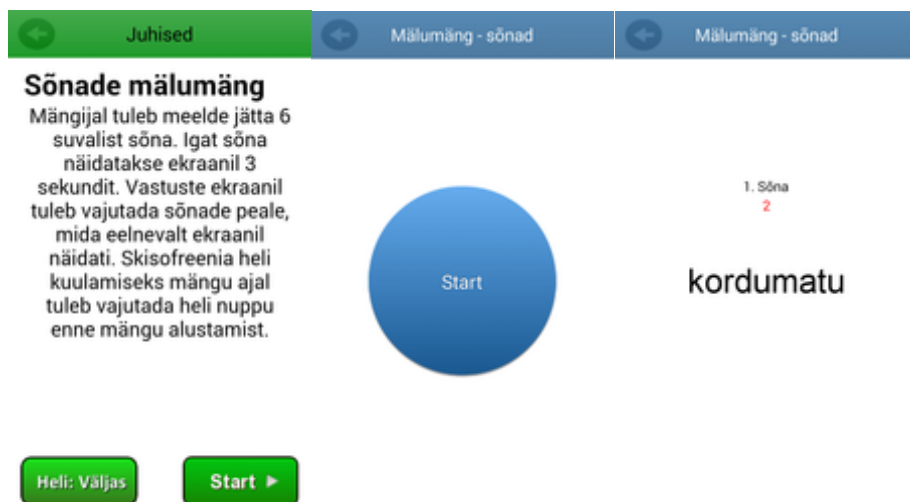 Juhised
Sõnade mälumäng
Mängijal tuleb meelde jätta 6
suvalist sõna. Igat sõna
näidatakse ekraanil 3
sekundit. Vastuste ekraanil
tuleb vajutada sõnade peale,
mida eelnevalt ekraanil
näidati. Skisofreenia heli
kuulamiseks mängu ajal
tuleb vajutada heli nuppu
enne mängu alustamist.
Heli: Väljas
Start
Mälumäng - sõnad
Start
Mälumäng - sõnad
1. Sõna
2
kordumatu